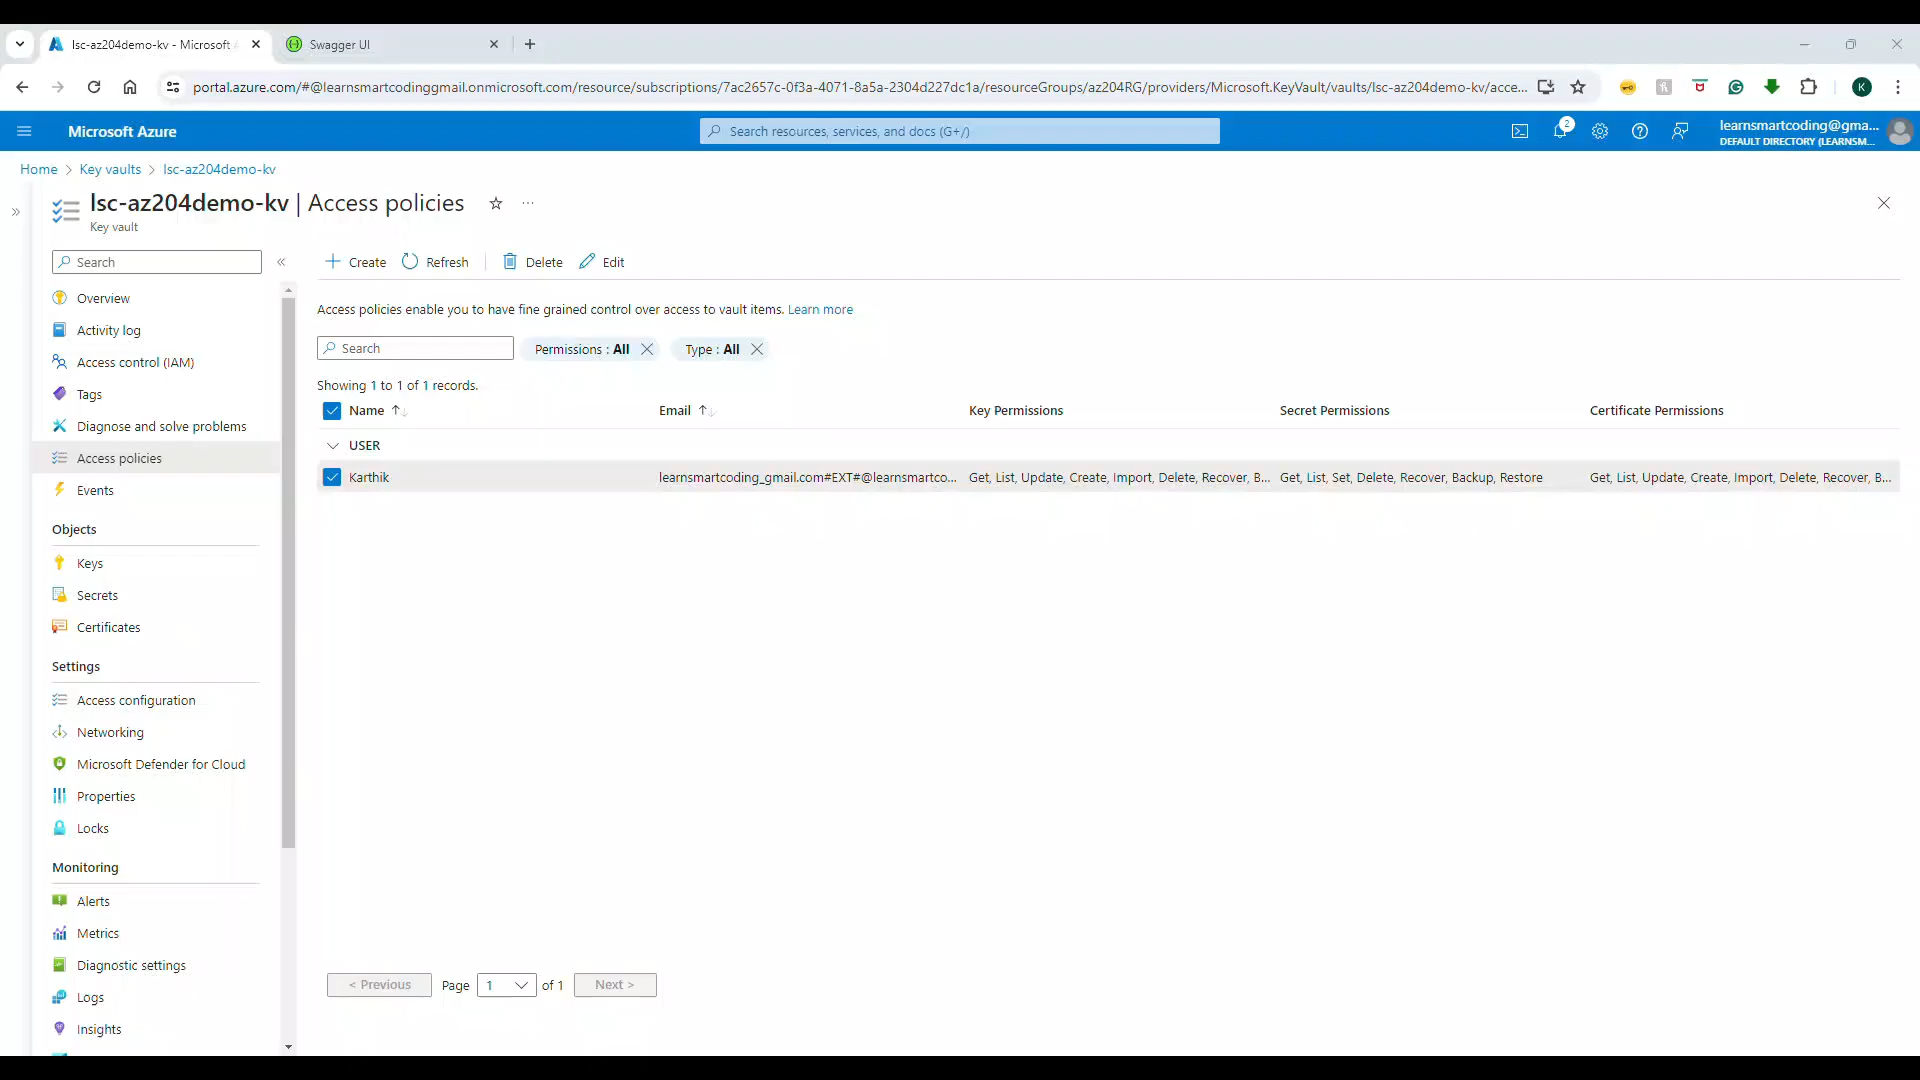 lsc-az204demo-kv - Microsoft A
Swagger UI
portal.azure.com/#@learnsmartcodinggmail.onmicrosoft.com/resource/subscriptions/7ac2657c-0f3a-4071-8a5a-2304d227dc1a/resourceGroups/az204RG/providers/Microsoft.KeyVault/vaults/lsc-az204demo-kv/acce...
K
Microsoft Azure
Search resources, services, and docs (G+/)
2
learnsmartcoding@gma...
DEFAULT DIRECTORY (LEARNSM...
Home > Key vaults > lsc-az204demo-kv
lsc-az204demo-kv | Access policies
Key vault
Search
Create
Refresh
Delete
Edit
Overview
Activity log
Access control (IAM)
Tags
Diagnose and solve problems
Access policies
Events
Objects
Keys
Secrets
Certificates
Settings
Access configuration
Networking
Microsoft Defender for Cloud
Properties
Locks
Monitoring
Alerts
Metrics
Diagnostic settings
Logs
Insights
Access policies enable you to have fine grained control over access to vault items. Learn more
Search
Permissions : All
Type : All
Showing 1 to 1 of 1 records.
Name
Email
Key Permissions
Secret Permissions
Certificate Permissions
USER
Karthik
learnsmartcoding_gmail.com#EXT#@learnsmartco...
Get, List, Update, Create, Import, Delete, Recover, B...
Get, List, Set, Delete, Recover, Backup, Restore
Get, List, Update, Create, Import, Delete, Recover, B...
< Previous
Page
1
of 1
Next >